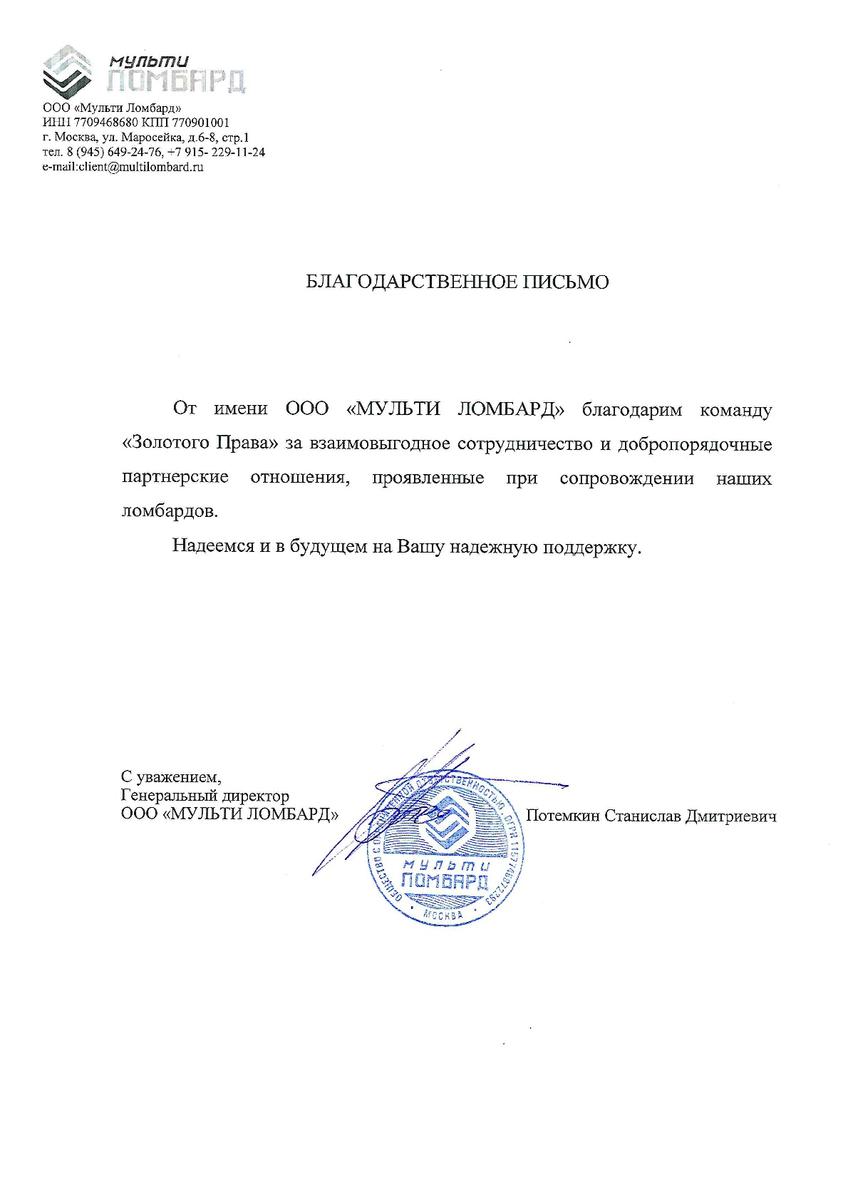 мульти
ЛОМБАРД
ООО «Мульти Ломбард»
ИНН 7709468680 КПП 770901001
г. Москва, ул. Маросейка, д.6-8, стр.1
тел. 8 (945) 649-24-76, +7 915- 229-11-24
e-mail:client@multilombard.ru
БЛАГОДАРСТВЕННОЕ ПИСЬМО
От имени ООО «МУЛЬТИ ЛОМБАРД» благодарим команду
«Золотого Права» за взаимовыгодное сотрудничество и добропорядочные
партнерские отношения, проявленные при сопровождении наших
ломбардов.
Надеемся и в будущем на Вашу надежную поддержку.
С уважением,
Генеральный директор
ООО «МУЛЬТИ ЛОМБАРД»
Потемкин Станислав Дмитриевич
ОБЩЕСТВО С ОГРАНИЧЕННОЙ ОТВЕТСТВЕННОСТЬЮ ОГРН
мульти
ЛОМБАРД
МОСКВА